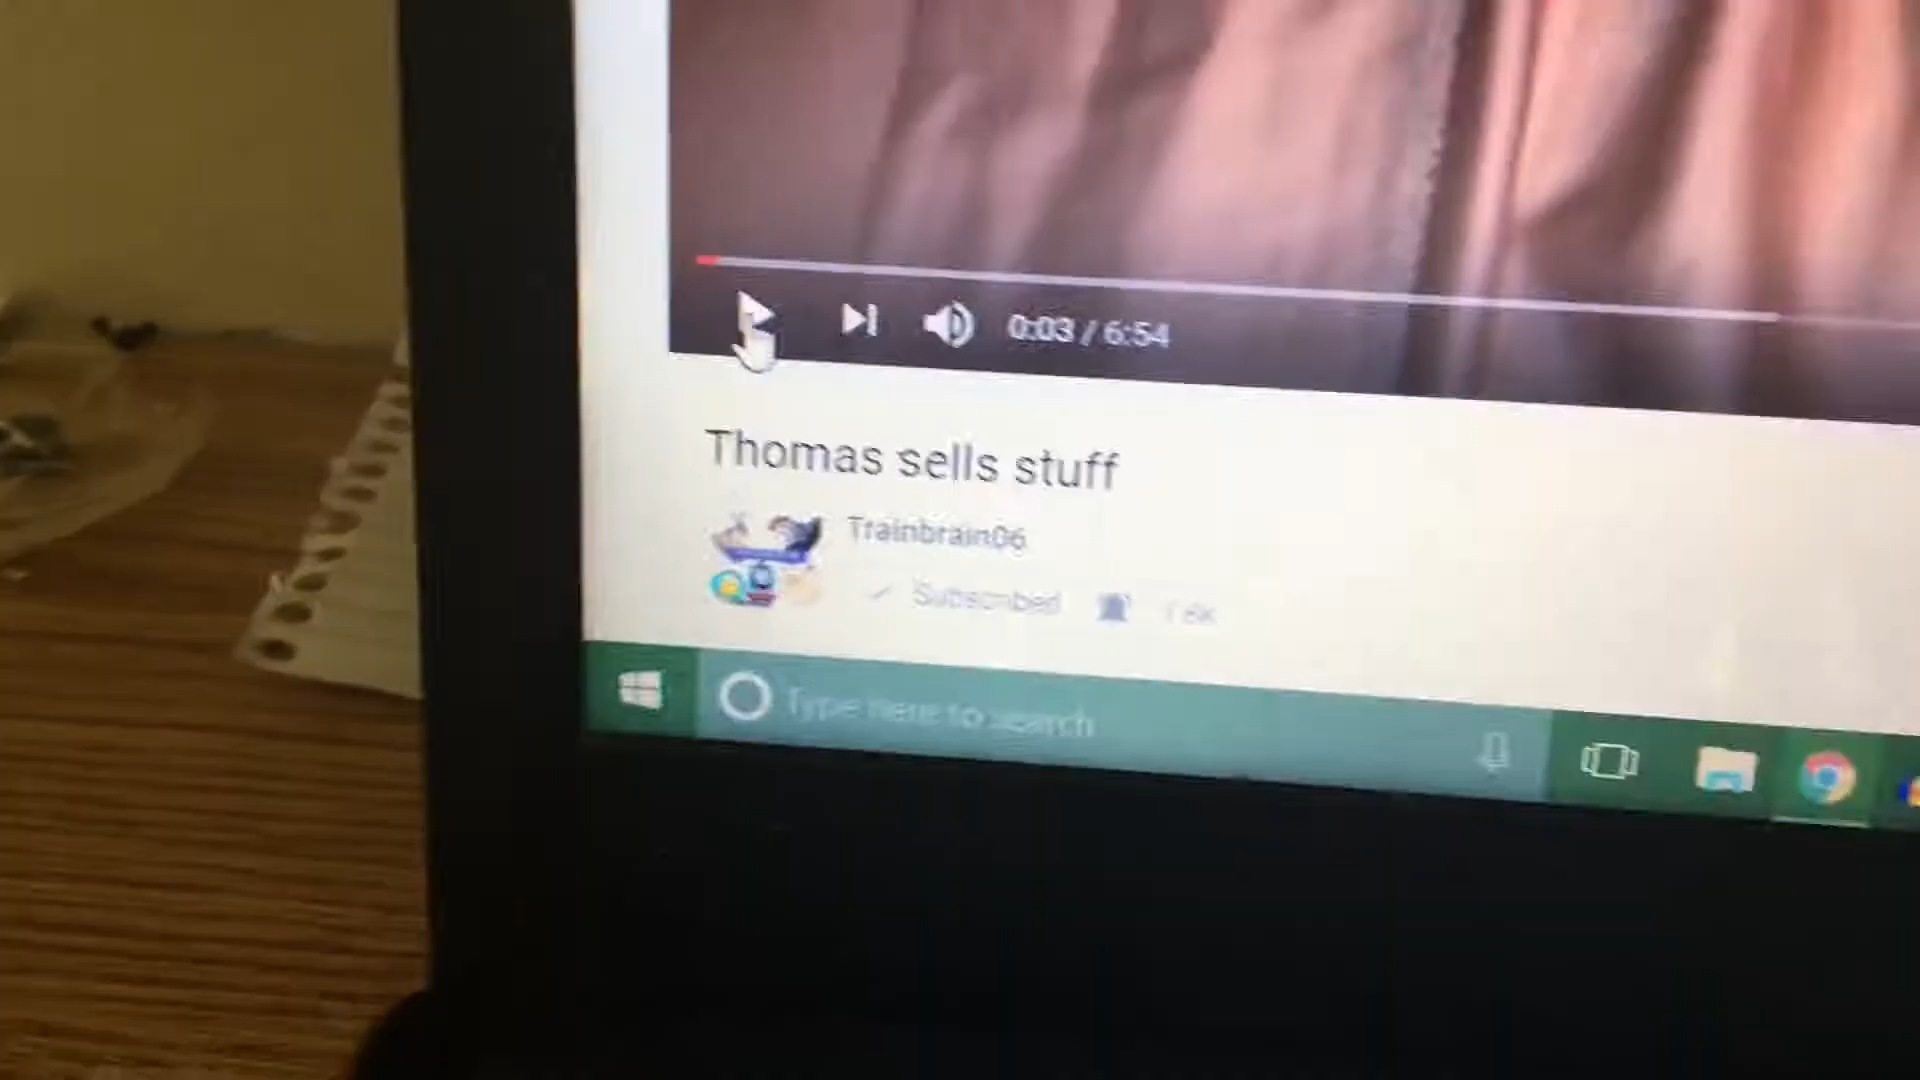 0:03 / 6:54
Thomas sells stuff
Trainbrain06
Subscribed
Type here to search